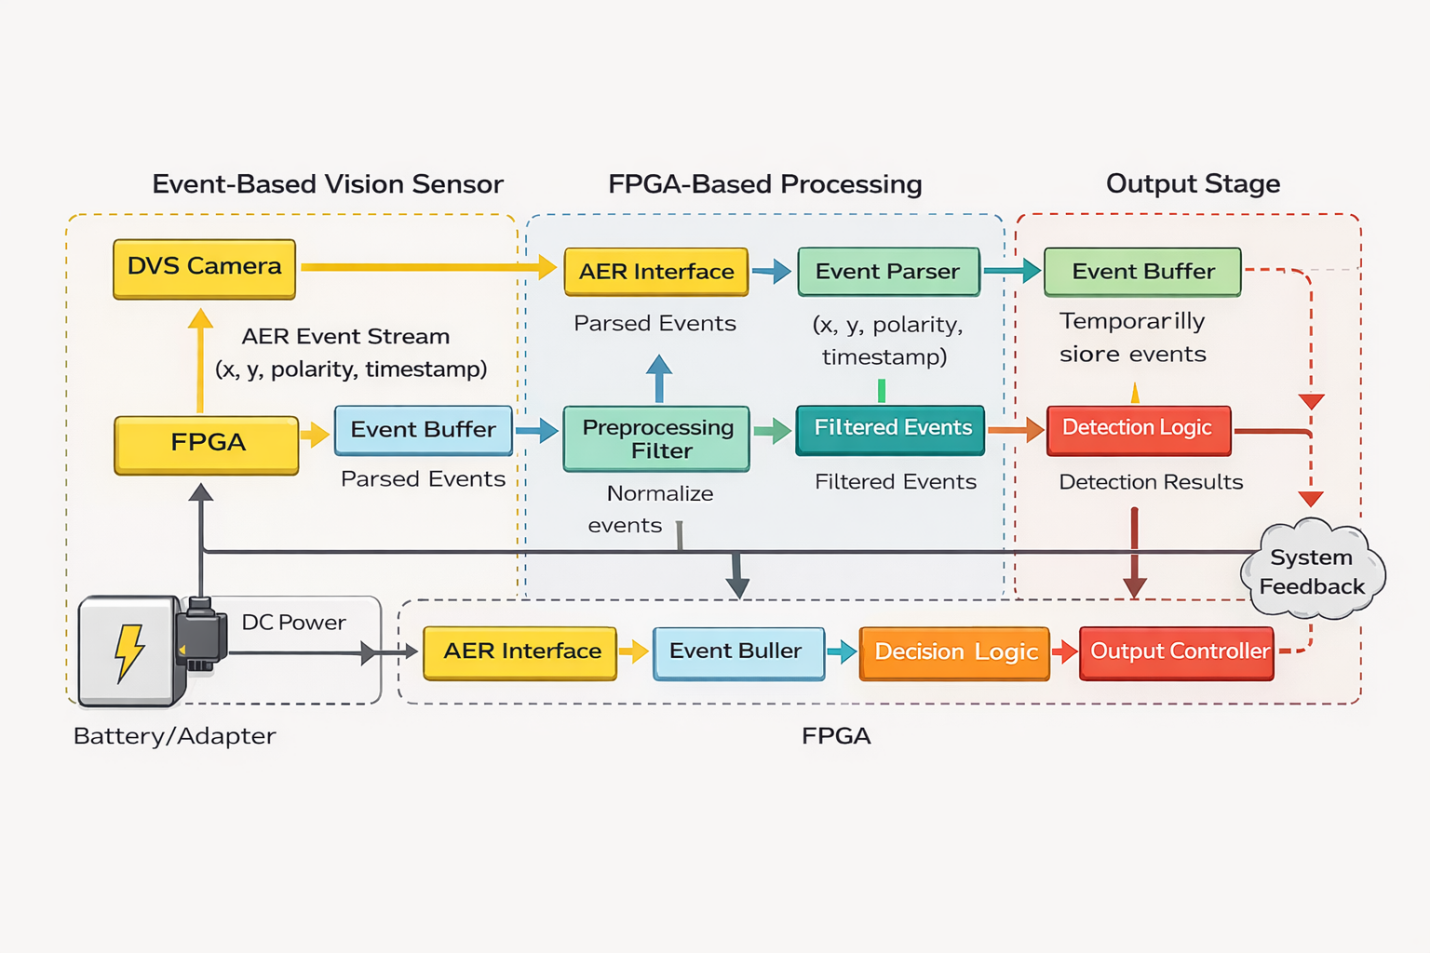 Event-Based Vision Sensor
FPGA-Based Processing
Output Stage
DVS Camera
AER Interface
Event Parser
Event Buffer
AER Event Stream
(x, y, polarity, timestamp)
Parsed Events
(x, y, polarity,
timestamp)
Temporarilly
siore events
FPGA
Event Buffer
Preprocessing
Filter
Filtered Events
Detection Logic
Parsed Events
Normalize
events
Filtered Events
Detection Results
System
Feedback
DC Power
AER Interface
Event Buller
Decision Logic
Output Controller
Battery/Adapter
FPGA